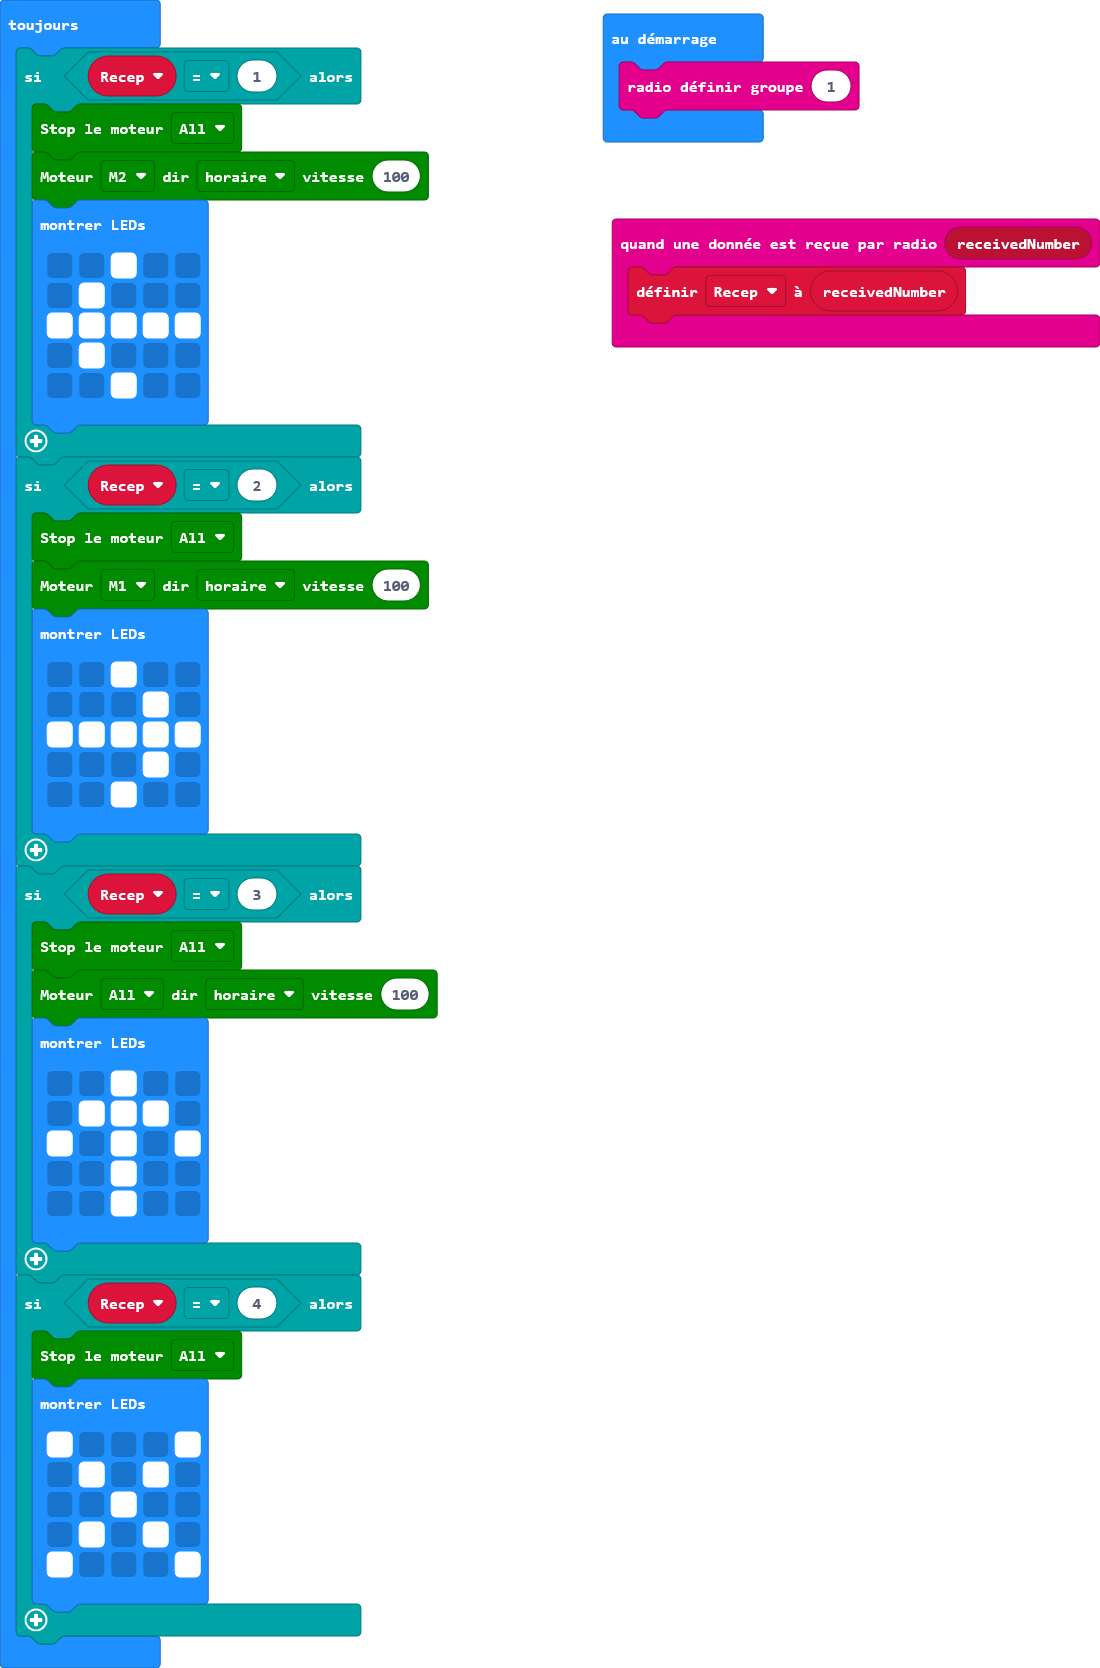 toujours
si Recep = 1 alors
Stop le moteur All
Moteur M2 dir horaire vitesse 100
montrer LEDs
si Recep = 2 alors
Stop le moteur All
Moteur M1 dir horaire vitesse 100
montrer LEDs
si Recep = 3 alors
Stop le moteur All
Moteur All dir horaire vitesse 100
montrer LEDs
si Recep = 4 alors
Stop le moteur All
montrer LEDs
au démarrage
radio définir groupe 1
quand une donnée est reçue par radio receivedNumber
définir Recep à receivedNumber